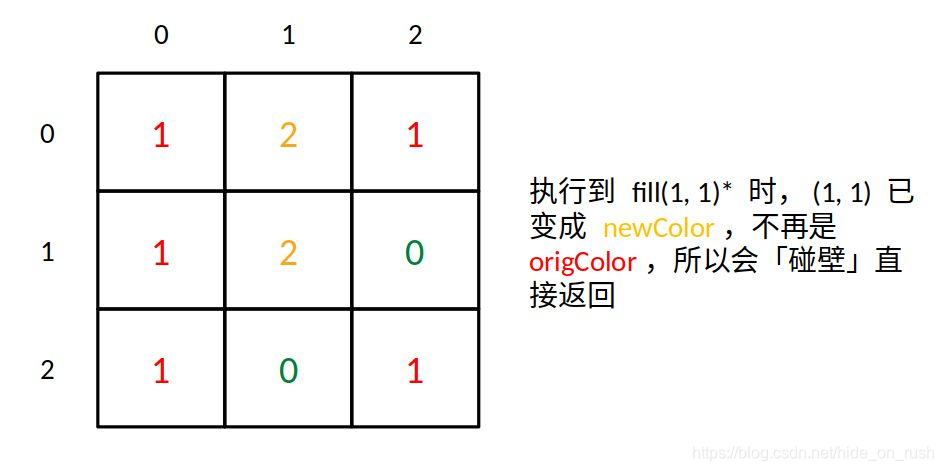 0 1 2
0 1 2 1
1 1 2 0
2 1 0 1
执行到 fill(1, 1)* 时， (1, 1) 已
变成 newColor ，不再是
origColor ，所以会「碰壁」直
接返回
https://blog.csdn.net/hide_on_rush